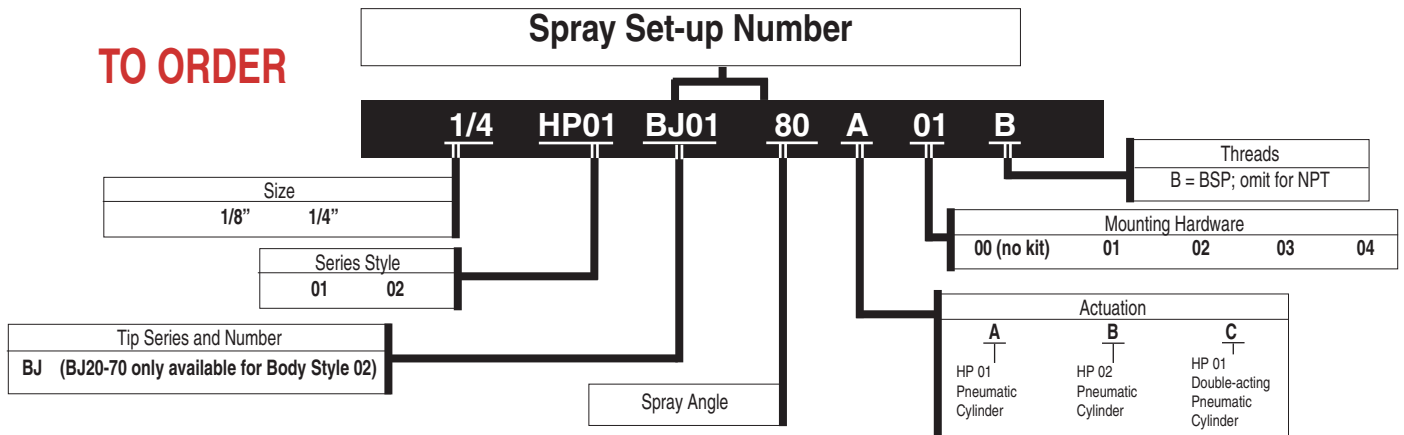 Spray Set-up Number
TO ORDER
1/4 HP01 BJ01 80 A 01 B
Threads
B = BSP; omit for NPT
Size
1/8” 1/4”
Mounting Hardware
00 (no kit) 01 02 03 04
Series Style
01 02
Actuation
A B C
HP 01
Pneumatic
Cylinder
HP 02
Pneumatic
Cylinder
HP 01
Double-acting
Pneumatic
Cylinder
Tip Series and Number
BJ (BJ20-70 only available for Body Style 02)
Spray Angle